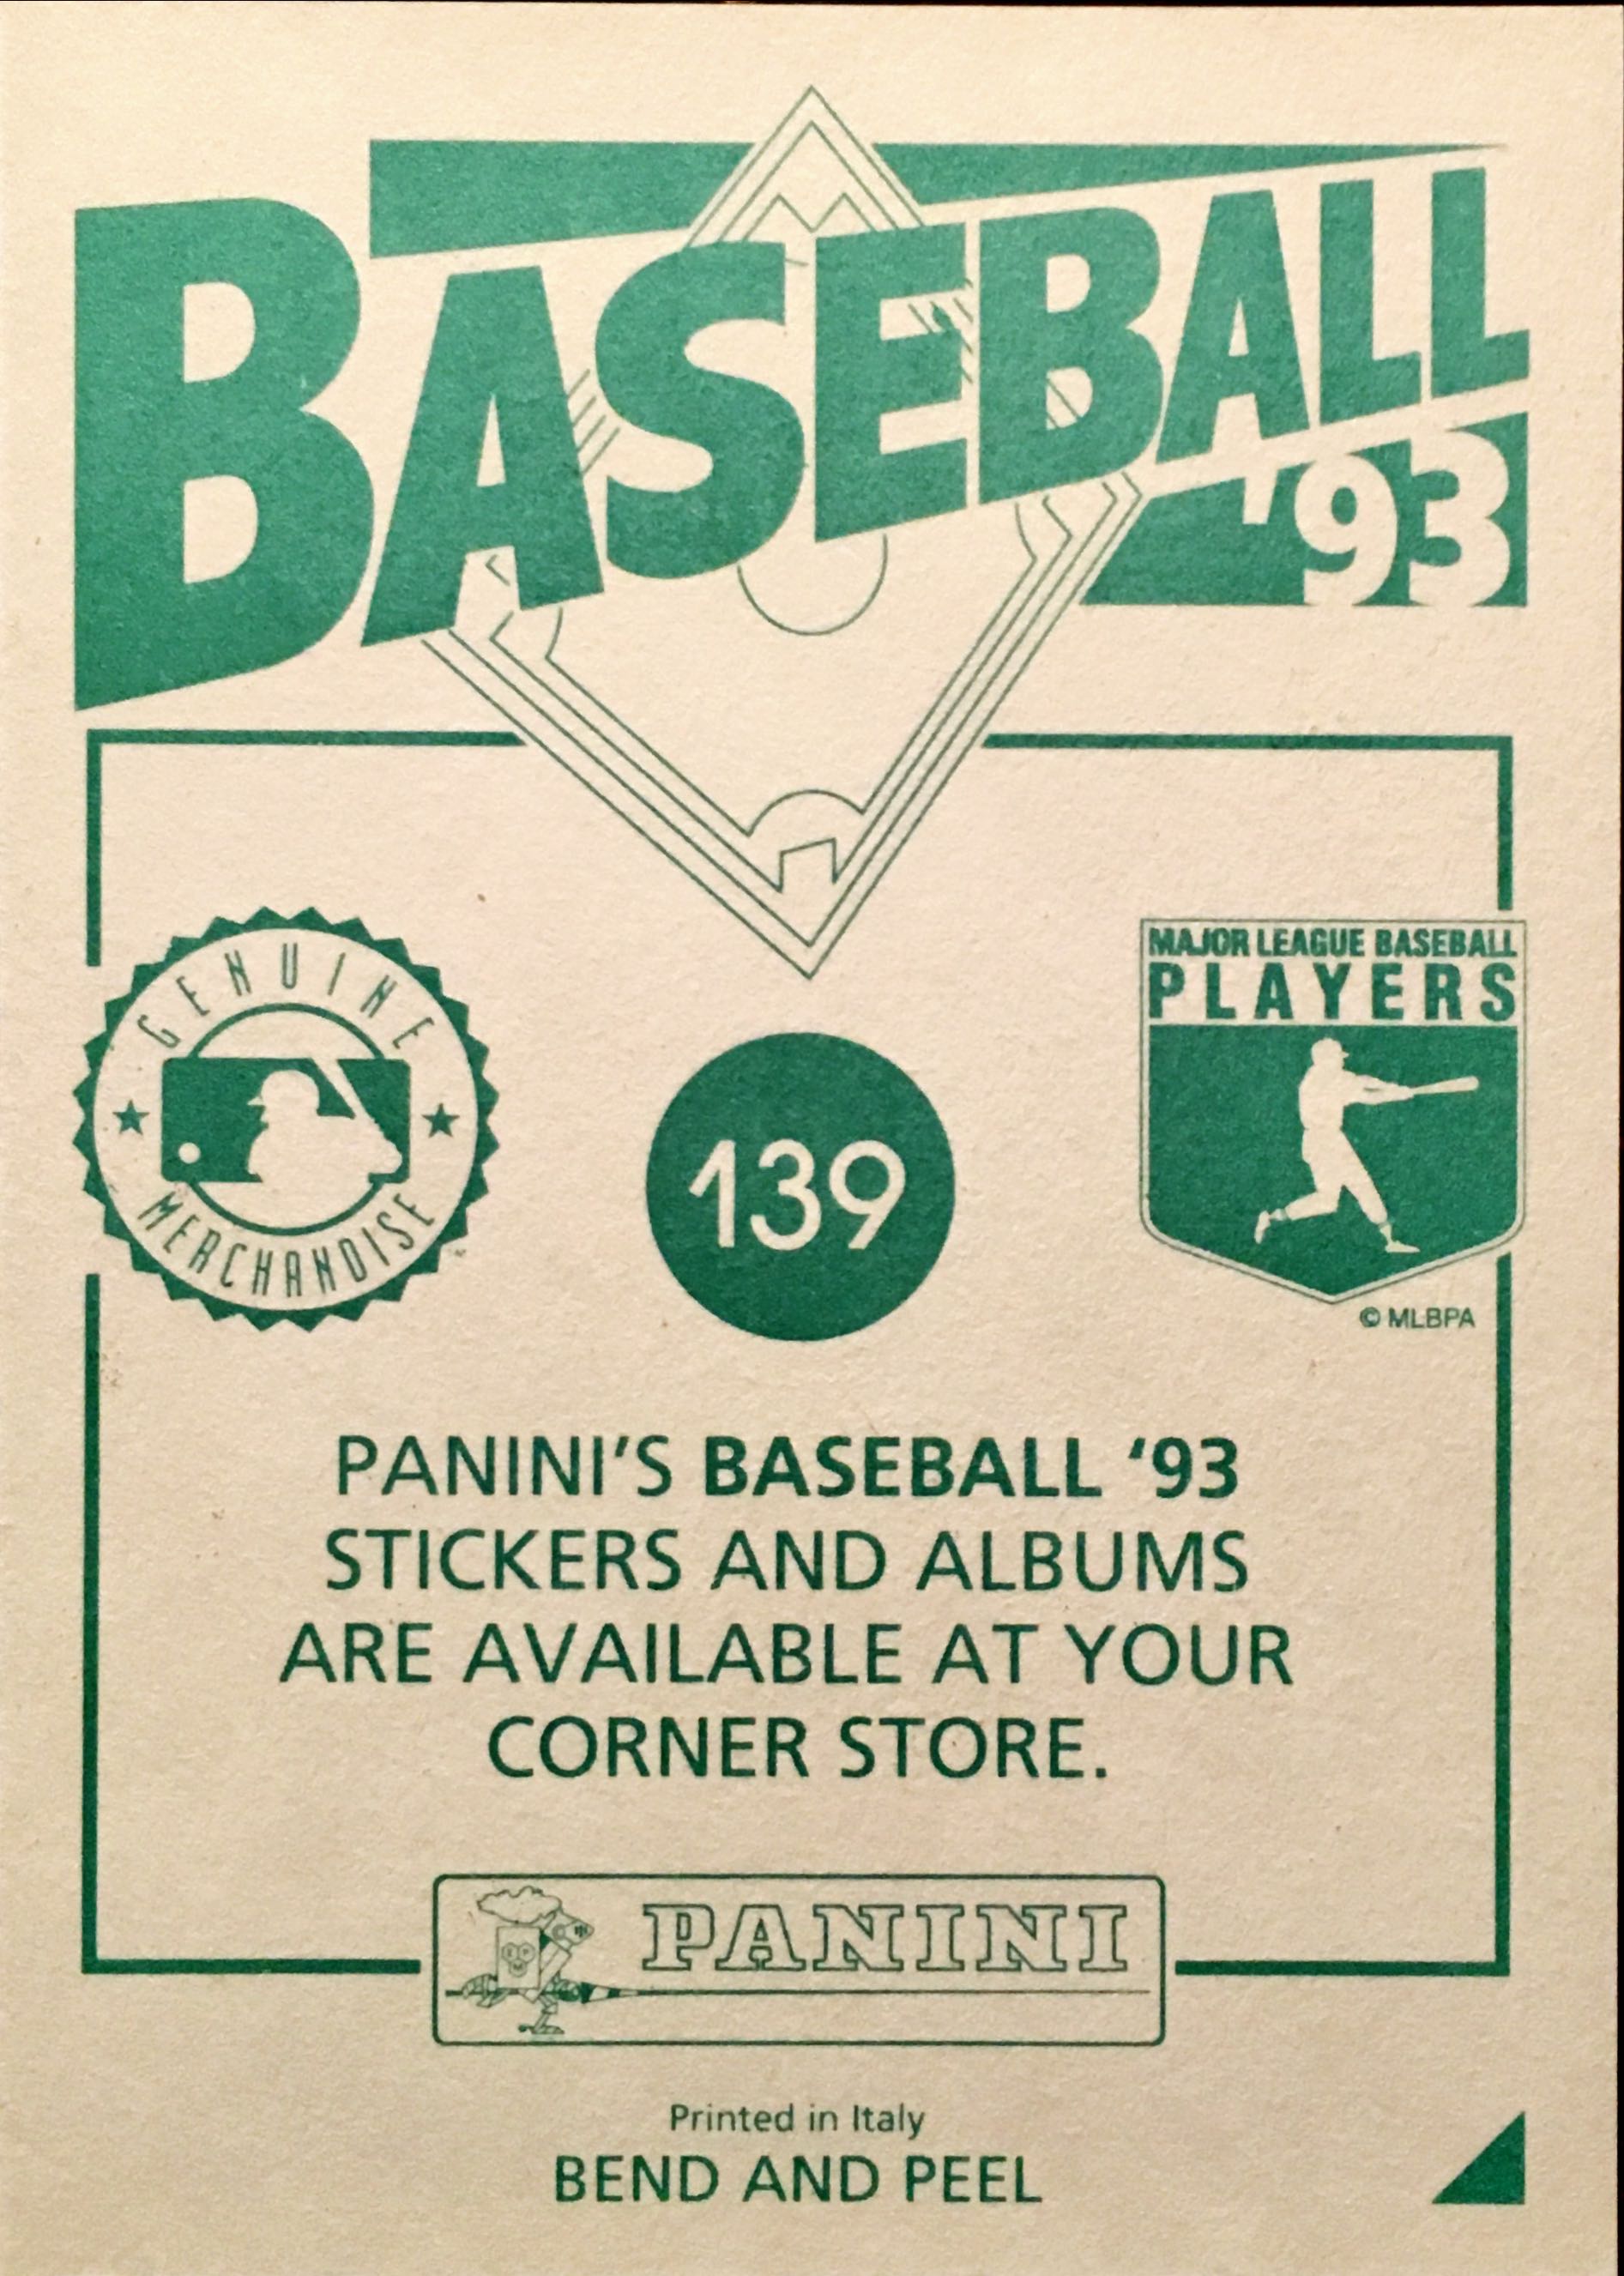 BASEBALL
'93
GENUINE
MERCHANDISE
™
MAJOR LEAGUE BASEBALL
PLAYERS
© MLBPA
139
PANINI'S BASEBALL ‘93
STICKERS AND ALBUMS
ARE AVAILABLE AT YOUR
CORNER STORE.
PANINI
Printed in Italy
BEND AND PEEL